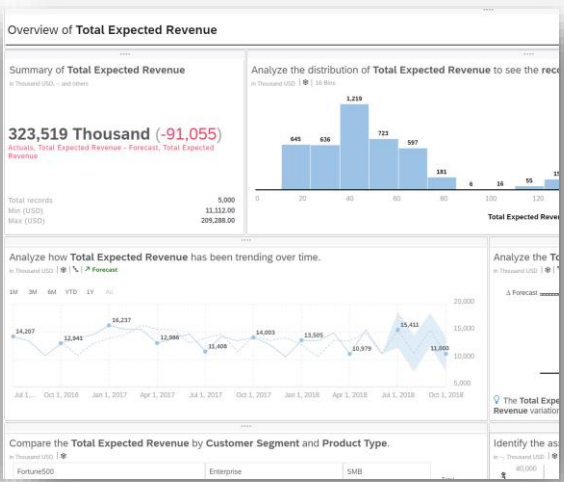 Overview of Total Expected Revenue
Summary of Total Expected Revenue
in Thousand USD, -- and others
323,519 Thousand (-91,055)
Actuals, Total Expected Revenue - Forecast, Total Expected
Revenue
Total records 5,000
Min (USD) 11,112.00
Max (USD) 209,288.00
Analyze the distribution of Total Expected Revenue to see the
in Thousand USD | 16 Bins
1,219
645 636 723 597 181 6 16 55
0 20 40 60 80 100 120
Total Expected
Analyze how Total Expected Revenue has been trending over time.
in Thousand USD | Forecast
1M 3M 6M YTD 1Y All
20,000
15,000
10,000
5,000
14,207 12,941 16,237 12,986 11,408 14,003 13,505 10,979 15,411 11,000
Jul 1,... Oct 1, 2016 Jan 1, 2017 Apr 1, 2017 Jul 1, 2017 Oct 1, 2017 Jan 1, 2018 Apr 1, 2018 Jul 1, 2018 Oct 1, 2018
Analyze the
in Thousand USD |
Δ Forecast
The Total
Revenue variation
Compare the Total Expected Revenue by Customer Segment and Product Type.
in Thousand USD |
Fortune500 Enterprise SMB
Identify the
in --, Thousand USD |
40,000